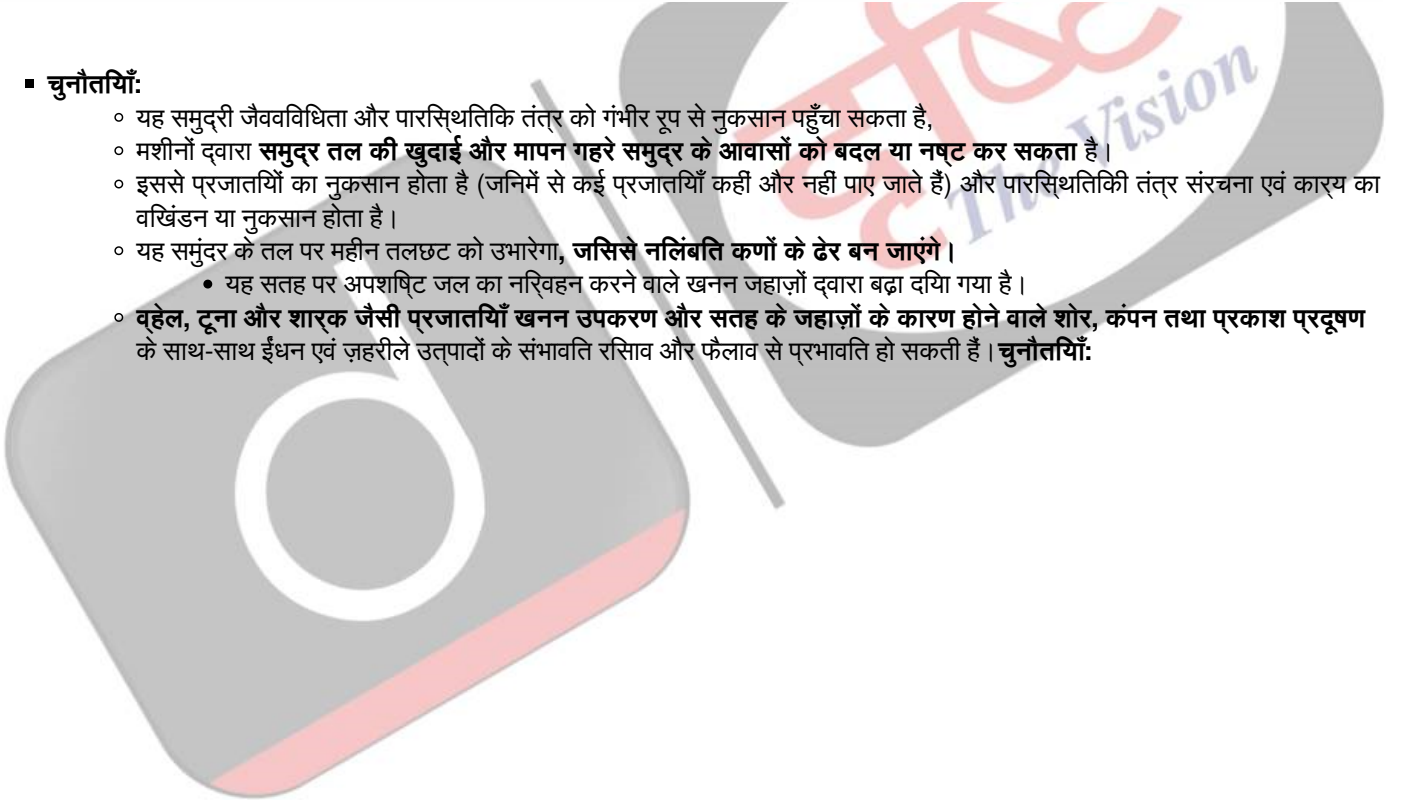 चुनौतियाँ:
यह समुद्री जैवविविधता और पारिस्थितिक तंत्र को गंभीर रूप से नुकसान पहुँचा सकता है,
मशीनों द्वारा समुद्र तल की खुदाई और मापन गहरे समुद्र के आवासों को बदल या नष्ट कर सकता है।
इससे प्रजातियों का नुकसान होता है (जिनमें से कई प्रजातियाँ कहीं और नहीं पाए जाते हैं) और पारिस्थितिकी तंत्र संरचना एवं कार्य का
विखंडन या नुकसान होता है।
यह समुंदर के तल पर महीन तलछट को उभारेगा, जिससे निलंबित कणों के ढेर बन जाएंगे।
यह सतह पर अपशिष्ट जल का निर्वहन करने वाले खनन जहाज़ों द्वारा बढ़ा दिया गया है।
व्हेल, टूना और शार्क जैसी प्रजातियाँ खनन उपकरण और सतह के जहाज़ों के कारण होने वाले शोर, कंपन तथा प्रकाश प्रदूषण
के साथ-साथ ईंधन एवं ज़हरीले उत्पादों के संभावित रिसाव और फैलाव से प्रभावित हो सकती हैं। चुनौतियाँ:
दृष्टि
The Vision